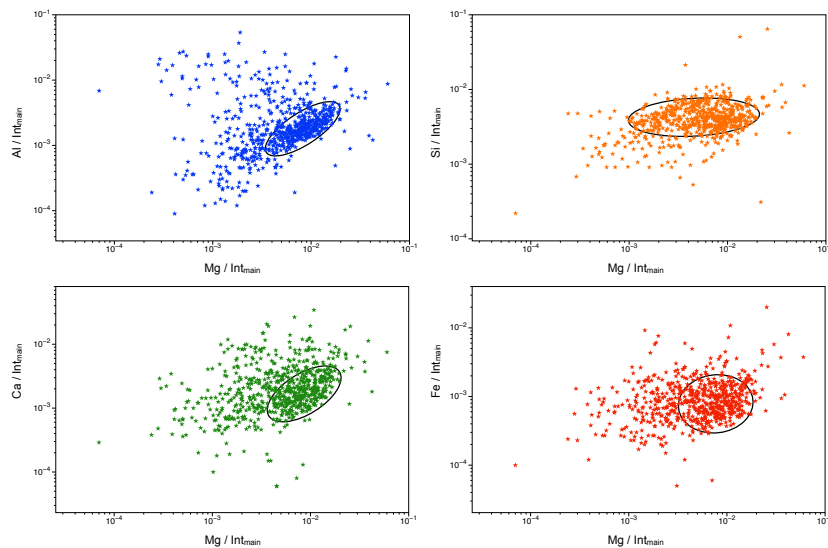 10⁻¹ 10⁻¹
10⁻² 10⁻²
Al / Intₘₐᵢₙ Si / Intₘₐᵢₙ
10⁻³ 10⁻³
10⁻⁴ 10⁻⁴
10⁻⁴ 10⁻³ 10⁻² 10⁻¹ 10⁻⁴ 10⁻³ 10⁻² 10⁻¹
Mg / Intₘₐᵢₙ Mg / Intₘₐᵢₙ
10⁻² 10⁻²
Ca / Intₘₐᵢₙ Fe / Intₘₐᵢₙ
10⁻³ 10⁻³
10⁻⁴ 10⁻⁴
10⁻⁴ 10⁻³ 10⁻² 10⁻¹ 10⁻⁴ 10⁻³ 10⁻² 10⁻¹
Mg / Intₘₐᵢₙ Mg / Intₘₐᵢₙ